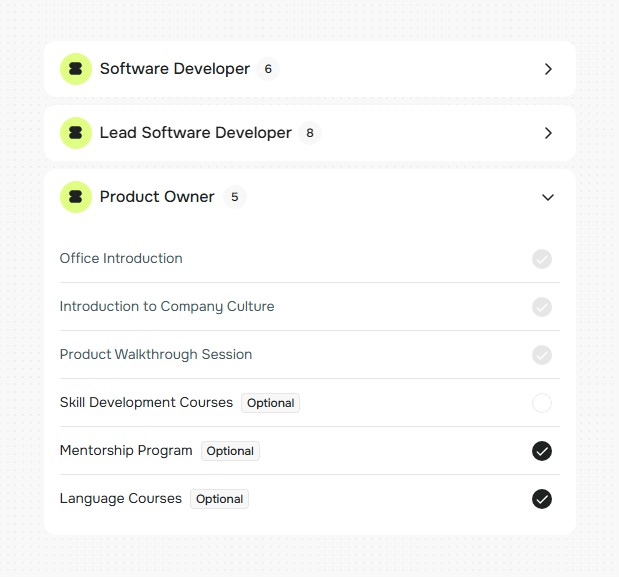 Software Developer 6
Lead Software Developer 8
Product Owner 5
Office Introduction
Introduction to Company Culture
Product Walkthrough Session
Skill Development Courses Optional
Mentorship Program Optional
Language Courses Optional